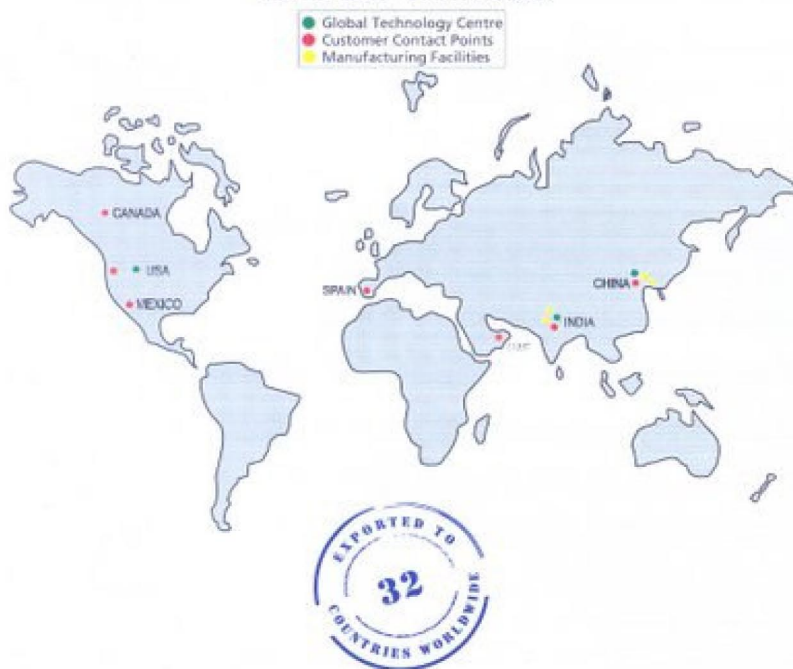 Global Technology Centre
Customer Contact Points
Manufacturing Facilities
CANADA
USA
MEXICO
SPAIN
CHINA
INDIA
EXPORTED TO
32
COUNTRIES WORLDWIDE